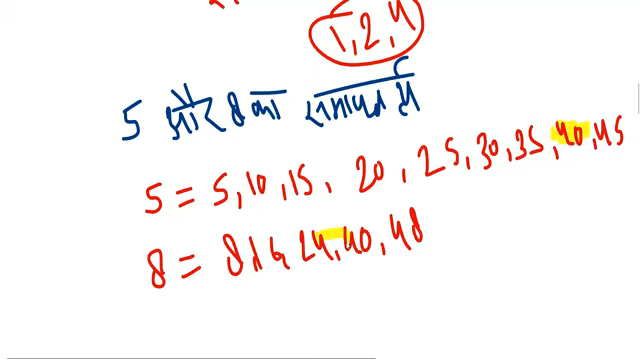 1, 2, 4
5 और 8 का समापवर्त्य
5 = 5, 10, 15, 20, 25, 30, 35, 40, 45
8 = 8, 16, 24, 40, 48